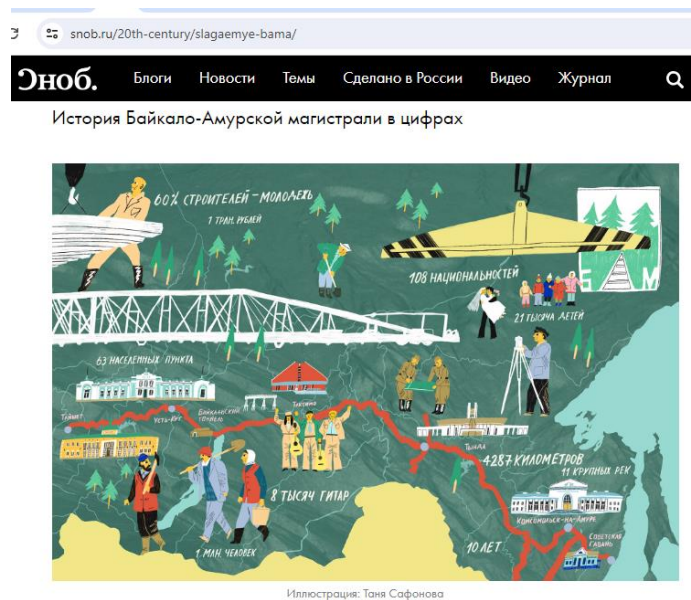 snob.ru/20th-century/slagaemye-bama/
Сноб.
Блоги Новости Темы Сделано в России Видео Журнал
История Байкало-Амурской магистрали в цифрах
60% СТРОИТЕЛЕЙ – МОЛОДЕЖЬ
1 ТРЛН. РУБЛЕЙ
108 НАЦИОНАЛЬНОСТЕЙ
БАМ
21 ТЫСЯЧА ДЕТЕЙ
63 НАСЕЛЕННЫХ ПУНКТА
ТАЙШЕТ
УСТЬ-КУТ
БАЙКАЛЬСКИЙ
ТОННЕЛЬ
ТАКСИМО
ТЫНДА
4287 КИЛОМЕТРОВ
11 КРУПНЫХ РЕК
8 ТЫСЯЧ ГИТАР
КОМСОМОЛЬСК-НА-АМУРЕ
СОВЕТСКАЯ
ГАВАНЬ
1 МЛН. ЧЕЛОВЕК
10 ЛЕТ
Иллюстрация: Таня Сафонова